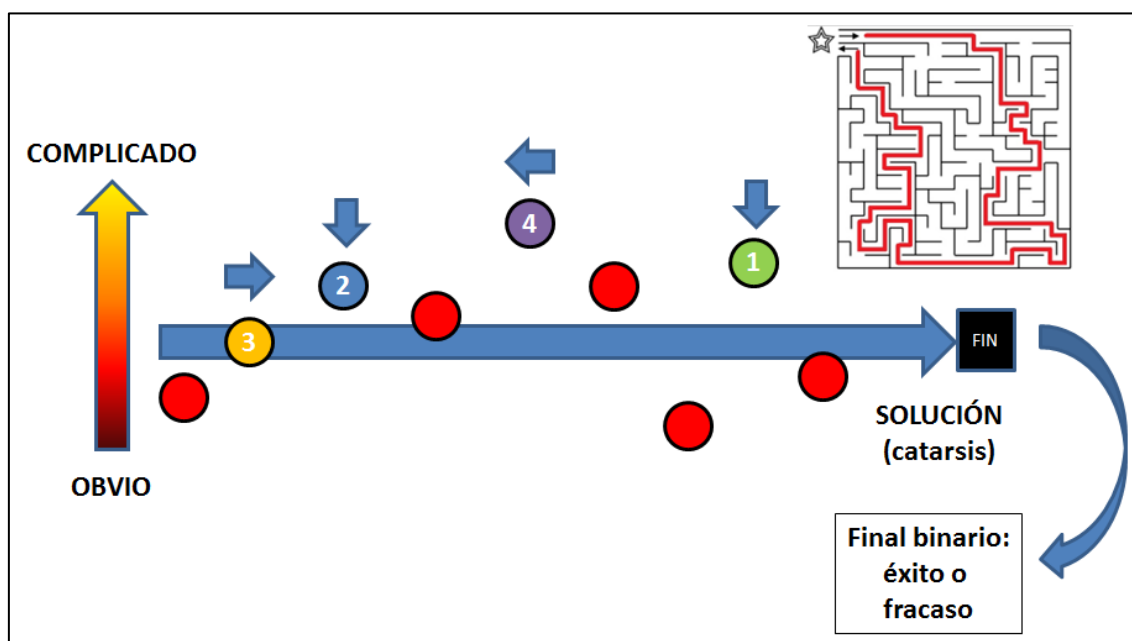 COMPLICADO
4
1
2
3
FIN
SOLUCIÓN
(catarsis)
OBVIO
Final binario:
éxito o
fracaso